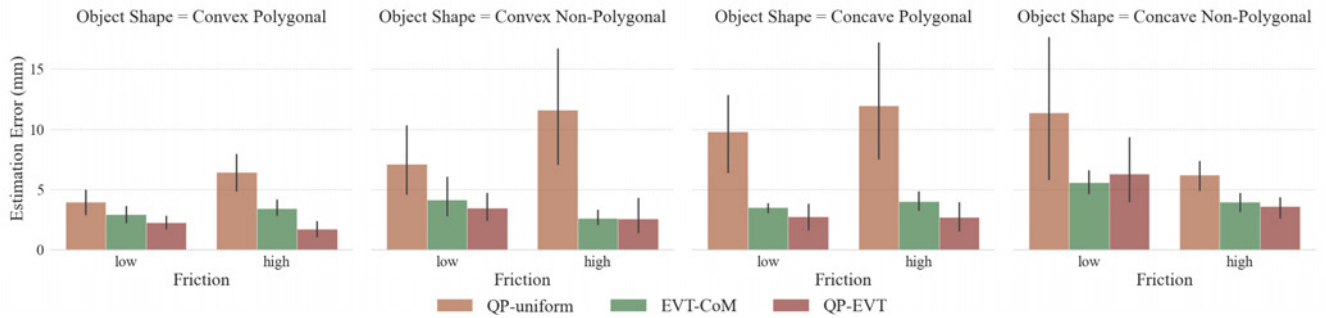 Object Shape = Convex Polygonal
Object Shape = Convex Non-Polygonal
Object Shape = Concave Polygonal
Object Shape = Concave Non-Polygonal
Estimation Error (mm)
15
10
5
0
low
high
low
high
low
high
low
high
Friction
Friction
Friction
Friction
QP-uniform
EVT-CoM
QP-EVT